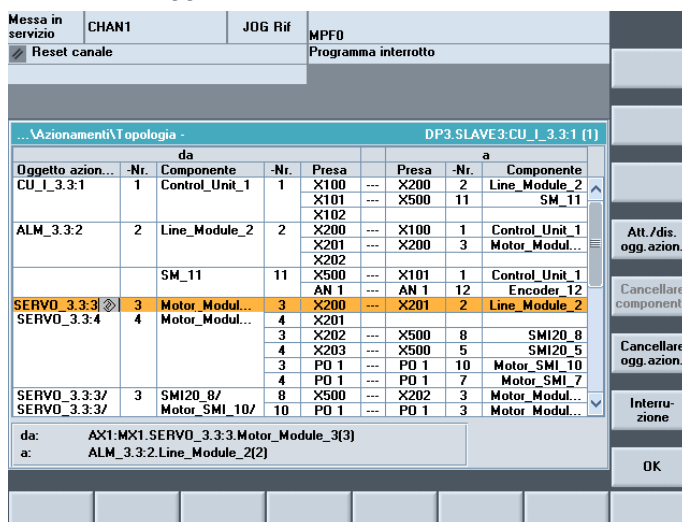 Messa in servizio CHAN1 JOG Rif MPF0
Reset canale Programma interrotto
...\Azionamenti\Topologia - DP3.SLAVE3:CU_I_3.3:1 (1)
da a
Oggetto azion... -Nr. Componente -Nr. Presa Presa -Nr. Componente
CU_I_3.3:1 1 Control_Unit_1 1 X100 --- X200 2 Line_Module_2
X101 --- X500 11 SM_11
X102
ALM_3.3:2 2 Line_Module_2 2 X200 --- X100 1 Control_Unit_1
X201 --- X200 3 Motor_Modul...
X202
SM_11 11 X500 --- X101 1 Control_Unit_1
AN 1 --- AN 1 12 Encoder_12
SERVO_3.3:3 3 Motor_Modul... 3 X200 --- X201 2 Line_Module_2
SERVO_3.3:4 4 Motor_Modul... 4 X201
3 X202 --- X500 8 SMI20_8
4 X203 --- X500 5 SMI20_5
3 PO 1 --- PO 1 10 Motor_SMI_10
4 PO 1 --- PO 1 7 Motor_SMI_7
SERVO_3.3:3/ 3 SMI20_8/ 8 X500 --- X202 3 Motor_Modul...
SERVO_3.3:3/ Motor_SMI_10/ 10 PO 1 --- PO 1 3 Motor_Modul...
da: AX1:MX1.SERVO_3.3:3.Motor_Module_3(3)
a: ALM_3.3:2.Line_Module_2(2)
Att./dis.
ogg.azion.
Cancellare
component
Cancellare
ogg.azion.
Interru-
zione
OK